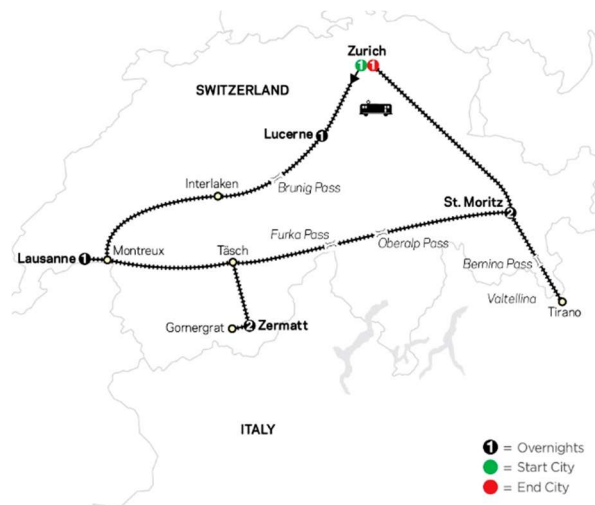 Zurich
1 1
SWITZERLAND
Lucerne 1
Interlaken
Brunig Pass
St. Moritz
2
Furka Pass
Oberalp Pass
Lausanne 1
Montreux
Täsch
Bernina Pass
Valtellina
Tirano
Gornergrat
2 Zermatt
ITALY
1 = Overnights
= Start City
= End City